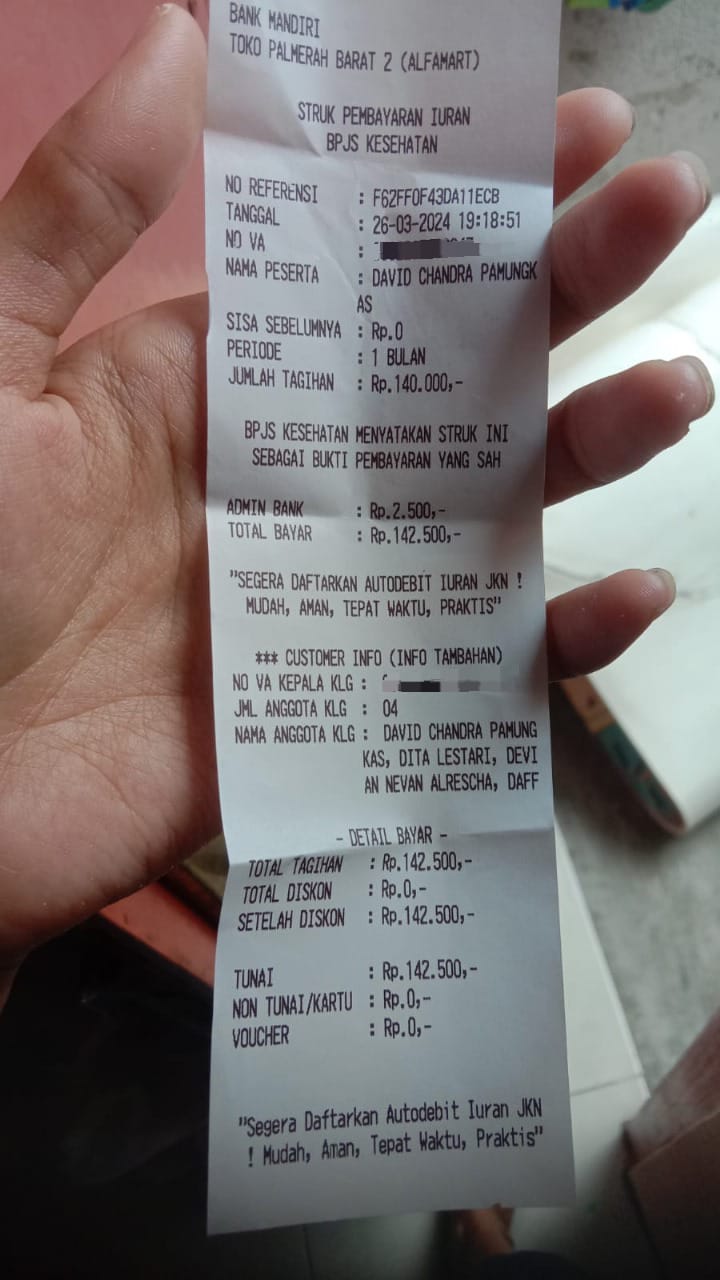 BANK MANDIRI
TOKO PALMERAH BARAT 2 (ALFAMART)
STRUK PEMBAYARAN IURAN
BPJS KESEHATAN
NO REFERENSI : F62FF0F43DA11ECB
TANGGAL : 26-03-2024 19:18:51
NO VA :
NAMA PESERTA : DAVID CHANDRA PAMUNGK
AS
SISA SEBELUMNYA : Rp.0
PERIODE : 1 BULAN
JUMLAH TAGIHAN : Rp.140.000,-
BPJS KESEHATAN MENYATAKAN STRUK INI
SEBAGAI BUKTI PEMBAYARAN YANG SAH
ADMIN BANK : Rp.2.500,-
TOTAL BAYAR : Rp.142.500,-
"SEGERA DAFTARKAN AUTODEBIT IURAN JKN !
MUDAH, AMAN, TEPAT WAKTU, PRAKTIS"
*** CUSTOMER INFO (INFO TAMBAHAN)
NO VA KEPALA KLG :
JML ANGGOTA KLG : 04
NAMA ANGGOTA KLG : DAVID CHANDRA PAMUNG
KAS, DITA LESTARI, DEVI
AN NEVAN ALRESCHA, DAFF
- DETAIL BAYAR -
TOTAL TAGIHAN : Rp.142.500,-
TOTAL DISKON : Rp.0,-
SETELAH DISKON : Rp.142.500,-
TUNAI : Rp.142.500,-
NON TUNAI/KARTU : Rp.0,-
VOUCHER : Rp.0,-
"Segera Daftarkan Autodebit Iuran JKN
! Mudah, Aman, Tepat Waktu, Praktis"